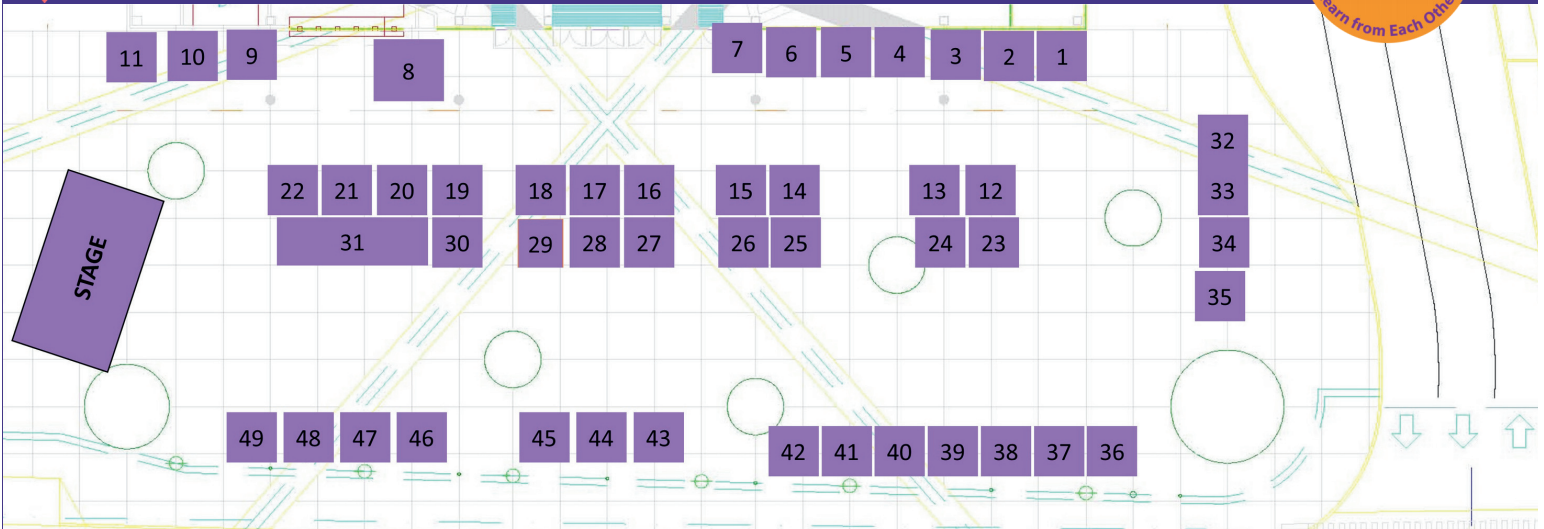 earn from Each Othe
11 10 9 8 7 6 5 4 3 2 1
32
22 21 20 19 18 17 16 15 14 13 12 33
31 30 29 28 27 26 25 24 23 34
STAGE
35
49 48 47 46 45 44 43
42 41 40 39 38 37 36